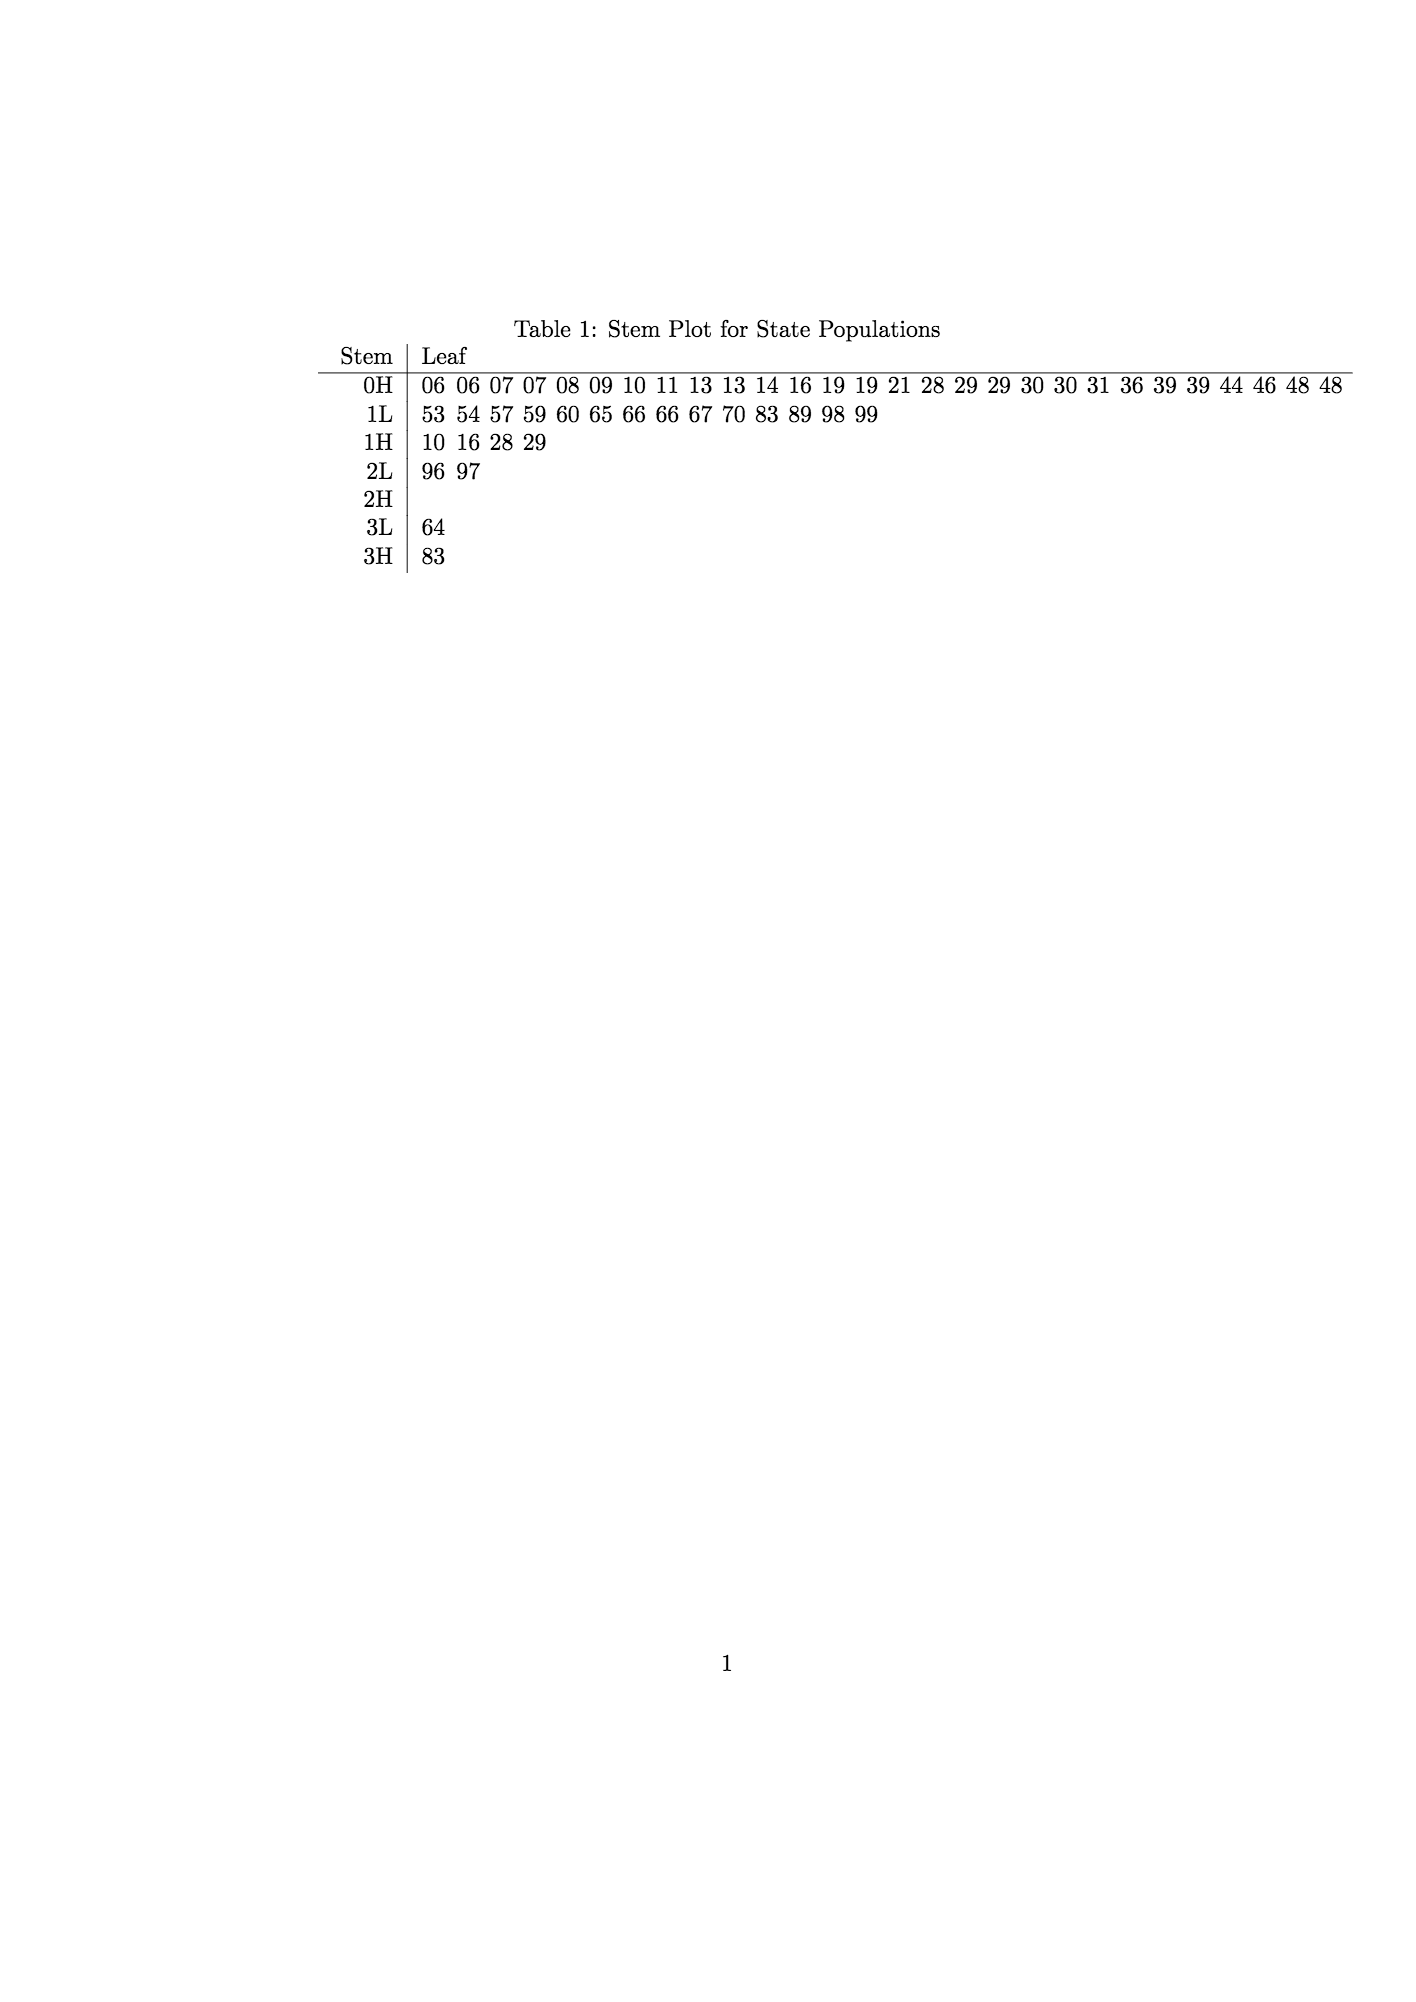 Table 1: Stem Plot for State Populations
Stem Leaf
0H 06 06 07 07 08 09 10 11 13 13 14 16 19 19 21 28 29 29 30 30 31 36 39 39 44 46 48 48
1L 53 54 57 59 60 65 66 66 67 70 83 89 98 99
1H 10 16 28 29
2L 96 97
2H
3L 64
3H 83
1